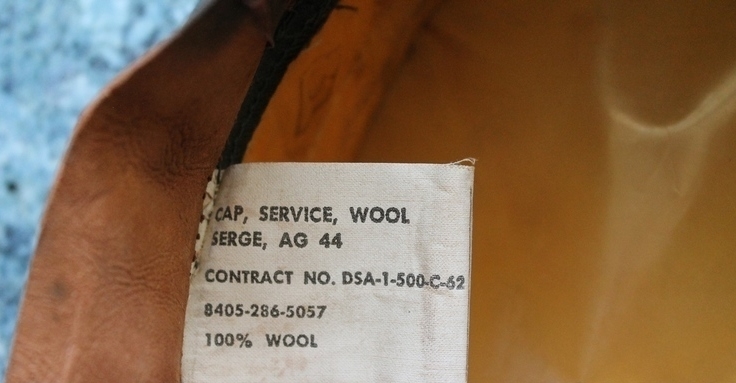 CAP, SERVICE, WOOL
SERGE, AG 44
CONTRACT NO. DSA-1-500-C-62
8405-286-5057
100% WOOL